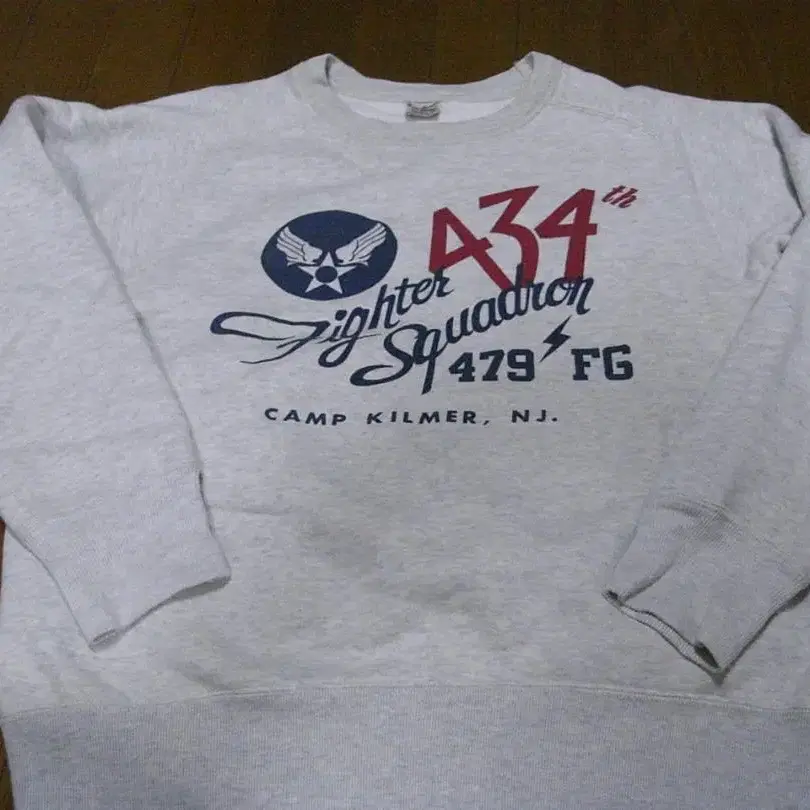 434th
Fighter
Squadron
479 FG
CAMP KILMER, NJ.